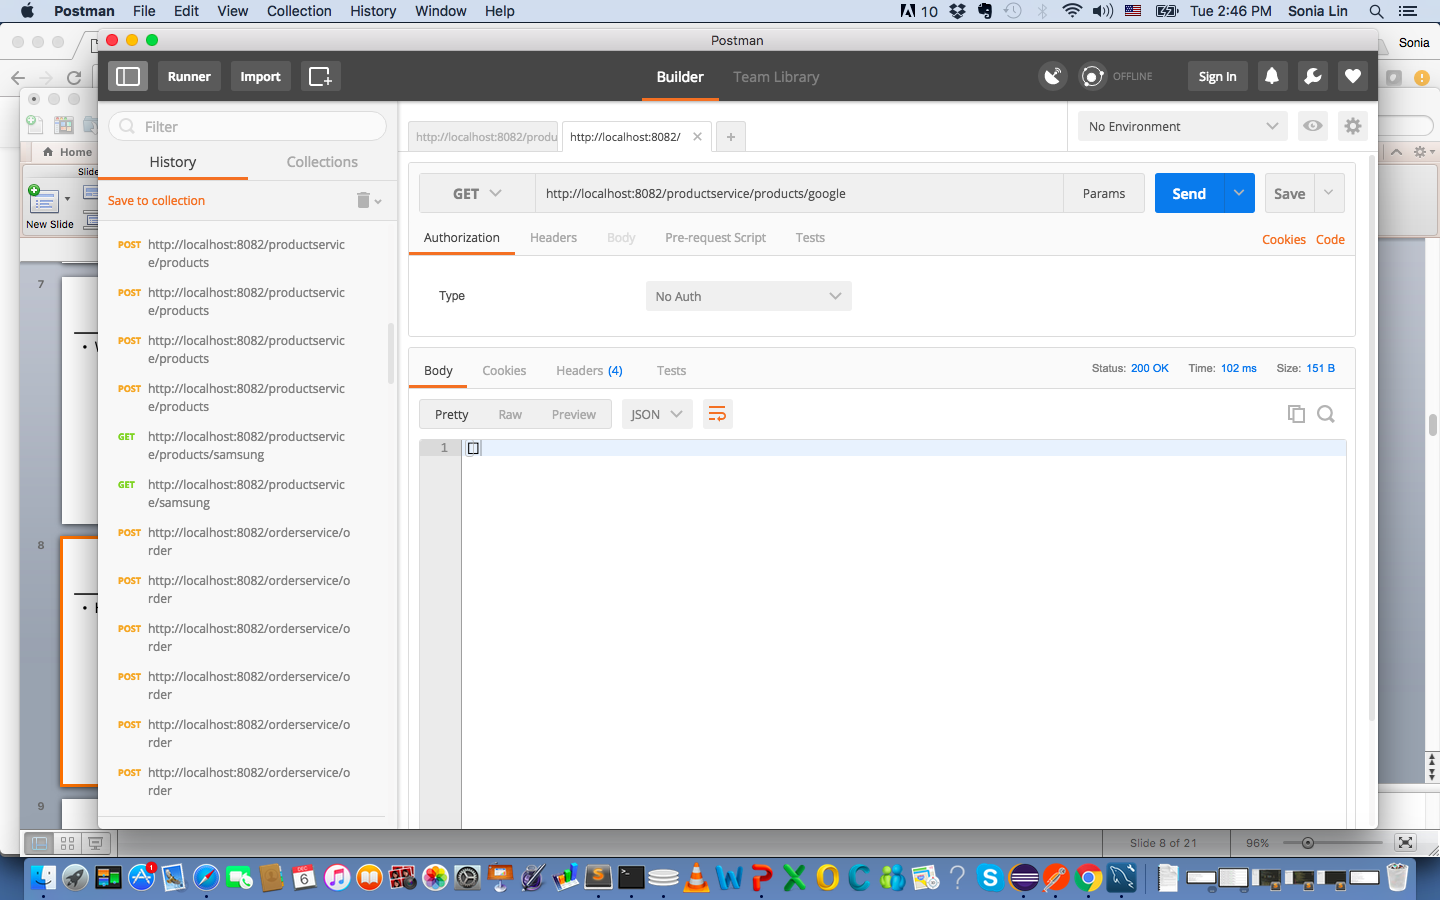 Postman File Edit View Collection History Window Help
10 Tue 2:46 PM Sonia Lin
Postman
Sonia
Runner Import Builder Team Library OFFLINE Sign In
Filter
http://localhost:8082/produ http://localhost:8082/ No Environment
Home
History Collections
Slide
GET http://localhost:8082/productservice/products/google Params Send Save
Save to collection
New Slide
Authorization Headers Body Pre-request Script Tests Cookies Code
POST http://localhost:8082/productservic
e/products
7
POST http://localhost:8082/productservic
e/products
Type No Auth
POST http://localhost:8082/productservic
e/products
POST http://localhost:8082/productservic
e/products
Body Cookies Headers (4) Tests Status: 200 OK Time: 102 ms Size: 151 B
Pretty Raw Preview JSON
GET http://localhost:8082/productservic
e/products/samsung
1 []
GET http://localhost:8082/productservic
e/samsung
POST http://localhost:8082/orderservice/o
rder
8
POST http://localhost:8082/orderservice/o
rder
POST http://localhost:8082/orderservice/o
rder
POST http://localhost:8082/orderservice/o
rder
POST http://localhost:8082/orderservice/o
rder
POST http://localhost:8082/orderservice/o
rder
9
Slide 8 of 21 96%
1
DEC
6